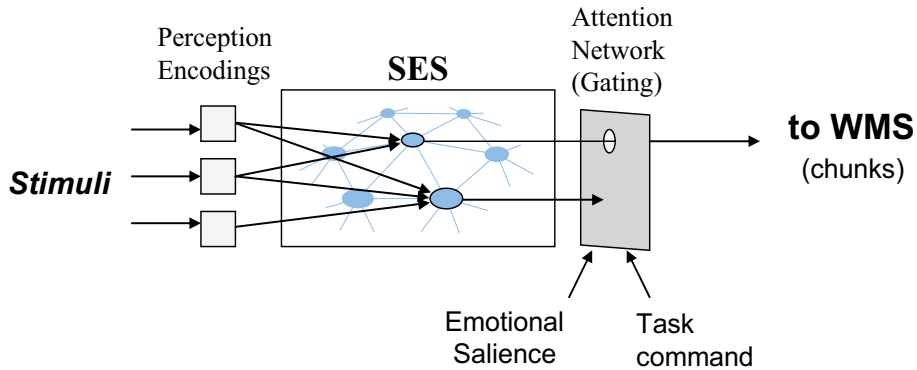 Perception
Encodings
SES
Attention
Network
(Gating)
Stimuli
to WMS
(chunks)
Emotional
Salience
Task
command